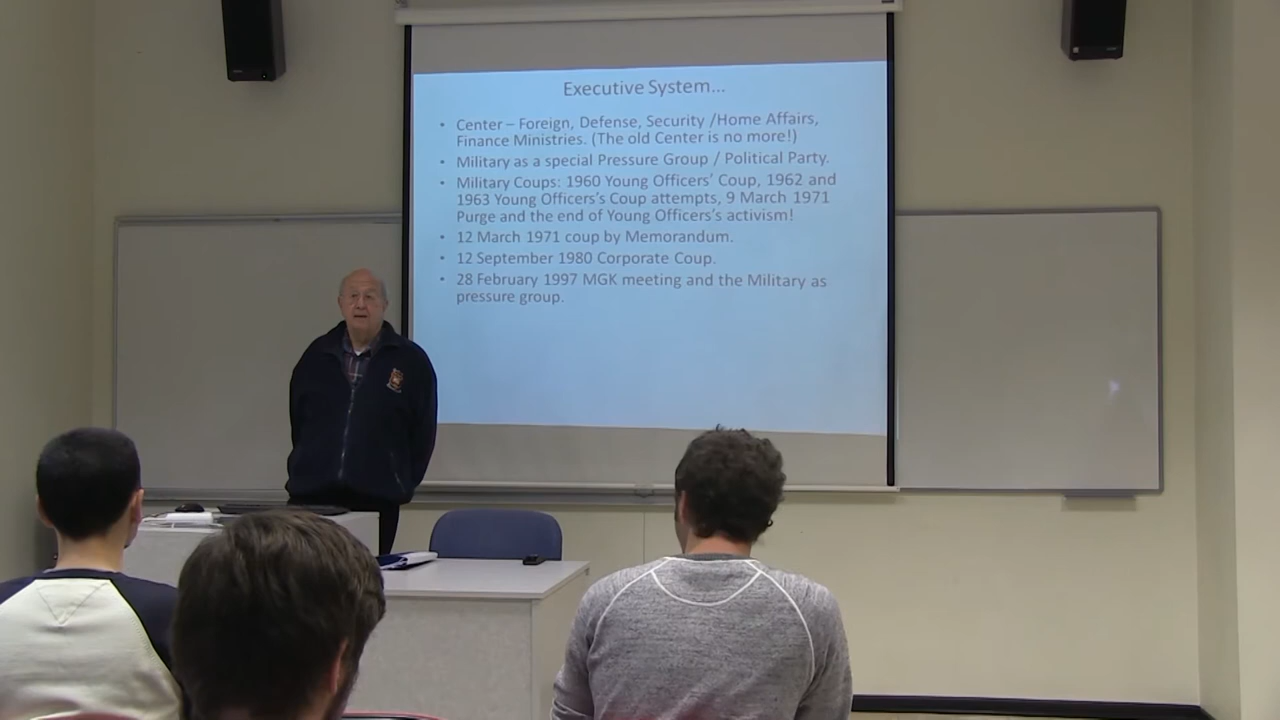 Executive System...
• Center – Foreign, Defense, Security /Home Affairs,
Finance Ministries. (The old Center is no more!)
• Military as a special Pressure Group / Political Party.
• Military Coups: 1960 Young Officers' Coup, 1962 and
1963 Young Officers's Coup attempts, 9 March 1971
Purge and the end of Young Officers's activism!
• 12 March 1971 coup by Memorandum.
• 12 September 1980 Corporate Coup.
• 28 February 1997 MGK meeting and the Military as
pressure group.